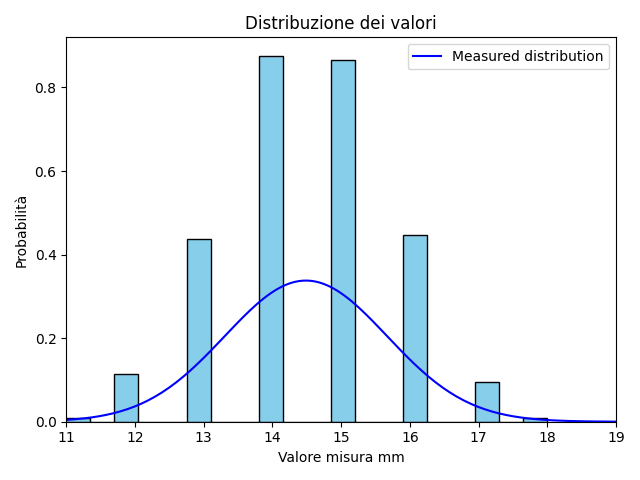 Distribuzione dei valori
Measured distribution
0.8
0.6
0.4
0.2
0.0
Probabilità
11 12 13 14 15 16 17 18 19
Valore misura mm